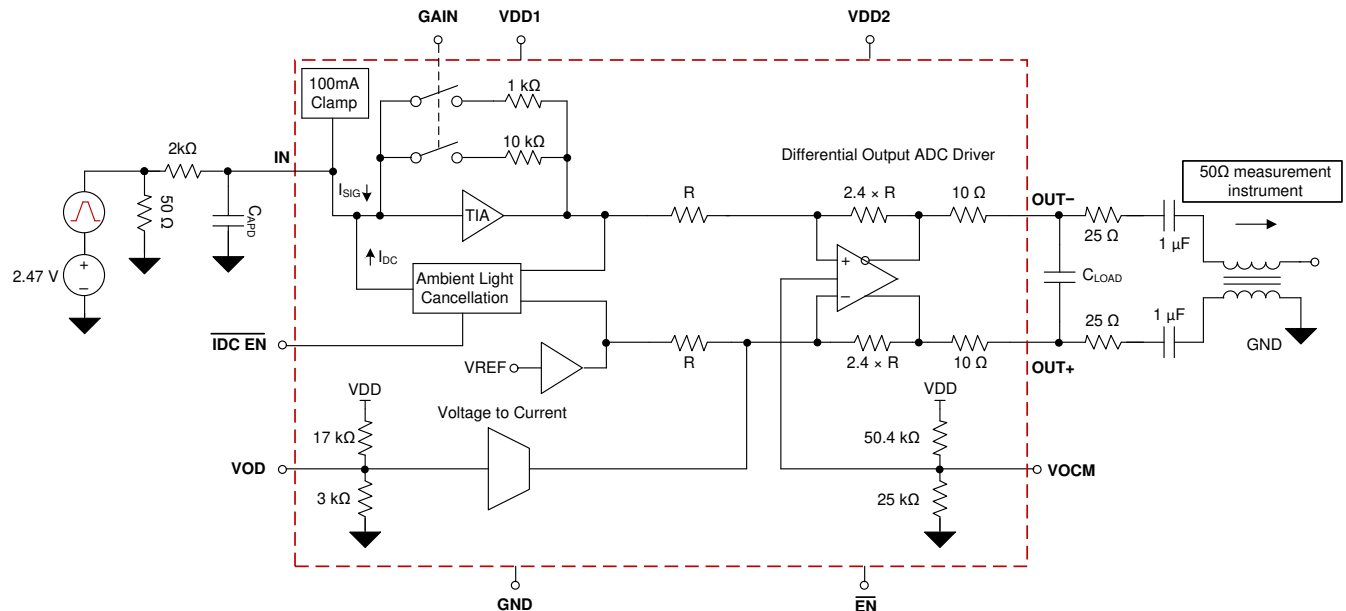 GAIN
VDD1
VDD2
100mA
Clamp
1 kΩ
10 kΩ
2kΩ
IN
50 Ω
CAPD
2.47 V
ISIG
TIA
IDC
Ambient Light
Cancellation
IDC EN
VREF
R
R
Differential Output ADC Driver
2.4 × R
10 Ω
+
−
2.4 × R
10 Ω
OUT−
OUT+
25 Ω
1 µF
CLOAD
25 Ω
1 µF
50Ω measurement
instrument
GND
VDD
17 kΩ
3 kΩ
VOD
Voltage to Current
VDD
50.4 kΩ
25 kΩ
VOCM
GND
EN
+
−